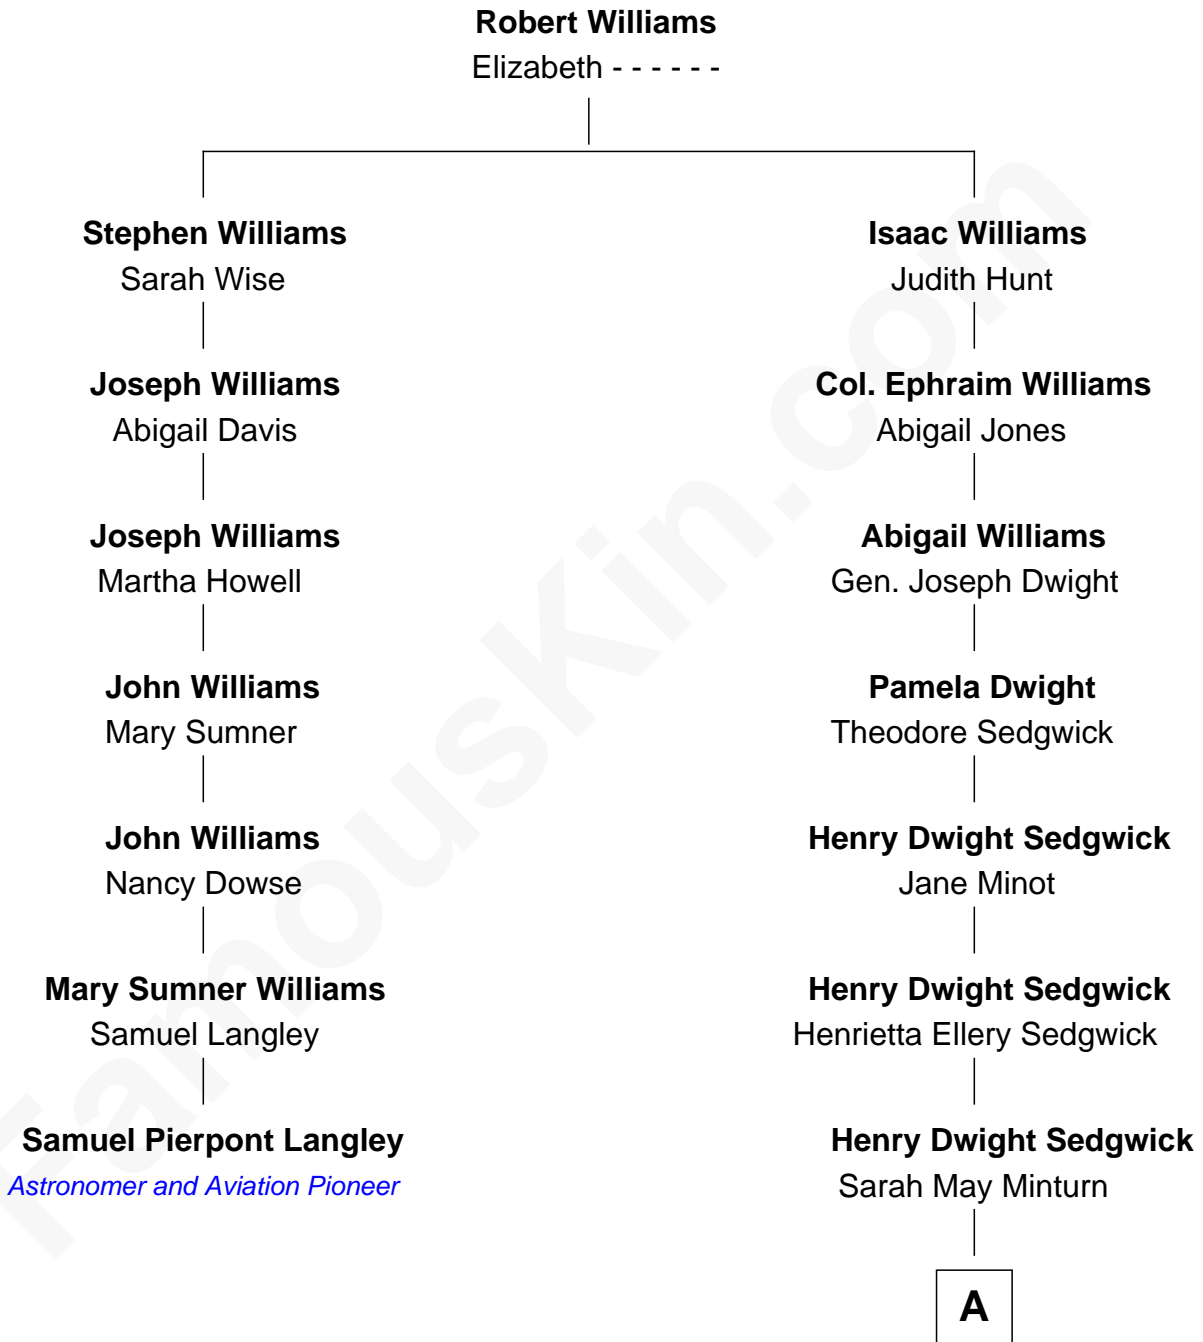 Robert Williams
Elizabeth - - - - - -
Stephen Williams
Sarah Wise
Joseph Williams
Abigail Davis
Joseph Williams
Martha Howell
John Williams
Mary Sumner
John Williams
Nancy Dowse
Mary Sumner Williams
Samuel Langley
Samuel Pierpont Langley
Astronomer and Aviation Pioneer
Isaac Williams
Judith Hunt
Col. Ephraim Williams
Abigail Jones
Abigail Williams
Gen. Joseph Dwight
Pamela Dwight
Theodore Sedgwick
Henry Dwight Sedgwick
Jane Minot
Henry Dwight Sedgwick
Henrietta Ellery Sedgwick
Henry Dwight Sedgwick
Sarah May Minturn
A
FamousKin.com